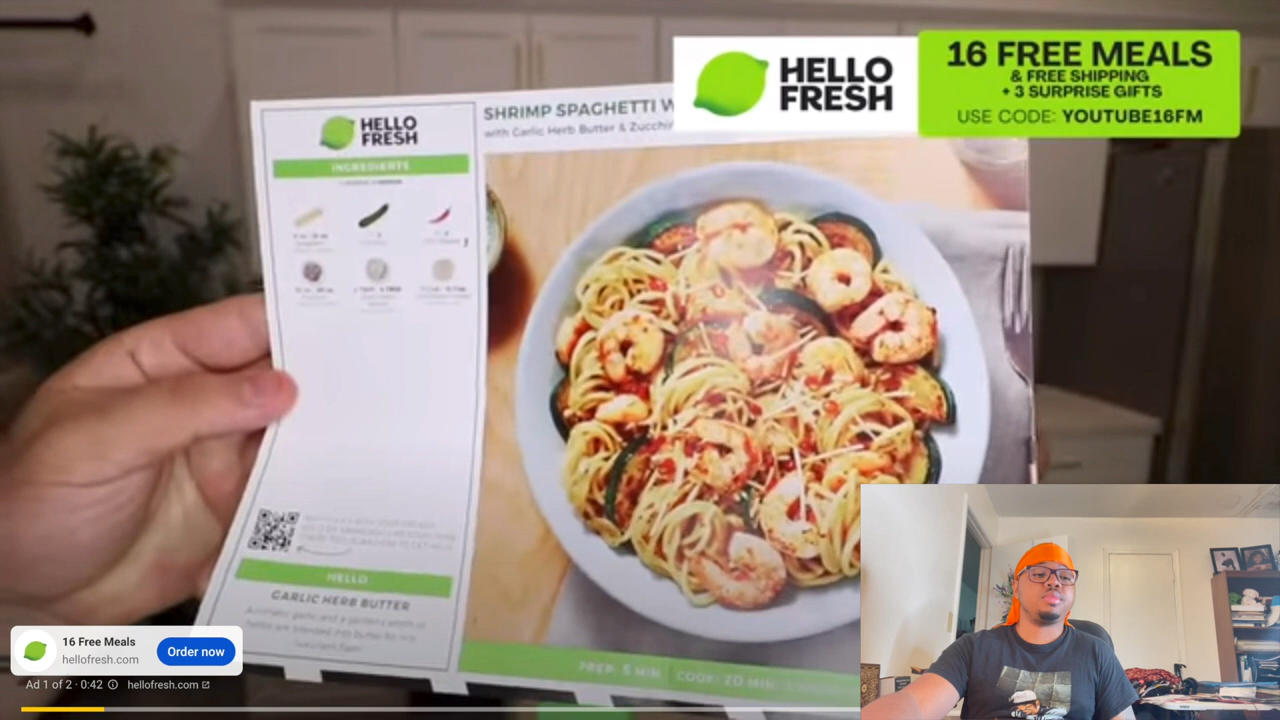 HELLO
FRESH
16 FREE MEALS
& FREE SHIPPING
+ 3 SURPRISE GIFTS
USE CODE: YOUTUBE16FM
HELLO
FRESH
INGREDIENTS
SHRIMP SPAGHETTI W
with Garlic Herb Butter & Zucchi
HELLO
GARLIC HERB BUTTER
PREP: 5 MIN
COOK: 20 MIN
16 Free Meals
hellofresh.com
Order now
Ad 1 of 2 · 0:42
hellofresh.com